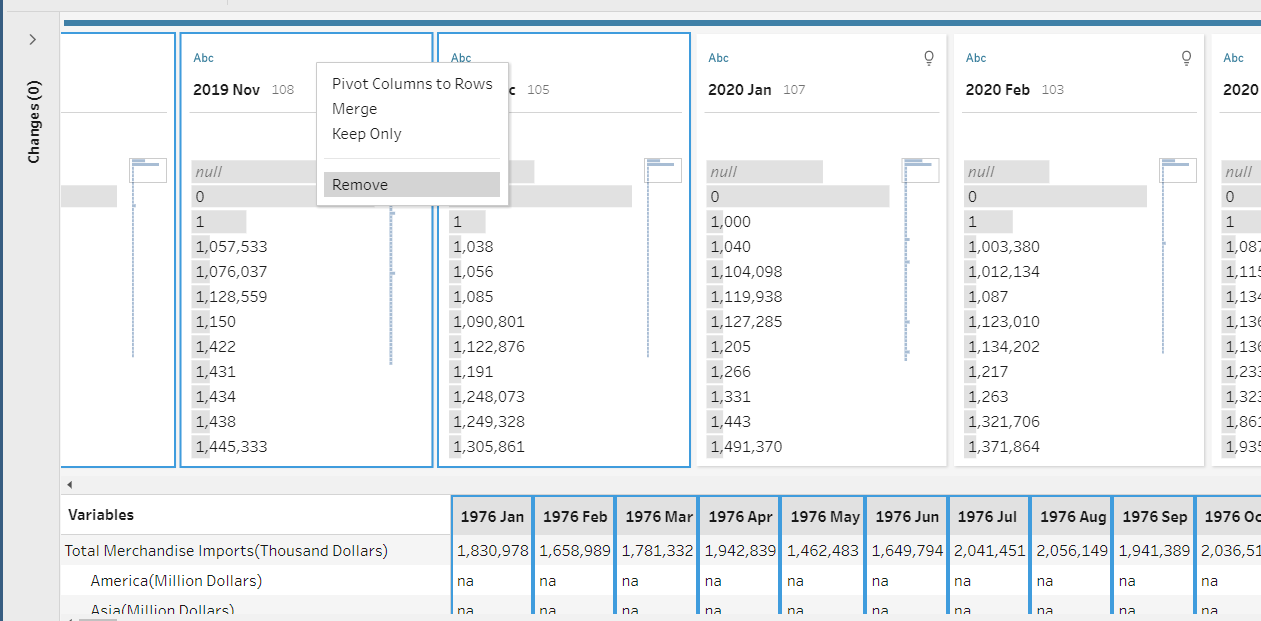 Changes (0)
Abc
2019 Nov 108
null
0
1
1,057,533
1,076,037
1,128,559
1,150
1,422
1,431
1,434
1,438
1,445,333
Pivot Columns to Rows
Merge
Keep Only
Remove
Abc
c 105
1
1,038
1,056
1,085
1,090,801
1,122,876
1,191
1,248,073
1,249,328
1,305,861
Abc
2020 Jan 107
null
0
1,000
1,040
1,104,098
1,119,938
1,127,285
1,205
1,266
1,331
1,443
1,491,370
Abc
2020 Feb 103
null
0
1
1,003,380
1,012,134
1,087
1,123,010
1,134,202
1,217
1,263
1,321,706
1,371,864
Abc
2020
null
0
1
1,087
1,115
1,134
1,136
1,136
1,233
1,323
1,861
1,935
Variables 1976 Jan 1976 Feb 1976 Mar 1976 Apr 1976 May 1976 Jun 1976 Jul 1976 Aug 1976 Sep 1976 Oc
Total Merchandise Imports(Thousand Dollars) 1,830,978 1,658,989 1,781,332 1,942,839 1,462,483 1,649,794 2,041,451 2,056,149 1,941,389 2,036,51
America(Million Dollars) na na na na na na na na na na
Asia(Million Dollars) na na na na na na na na na na